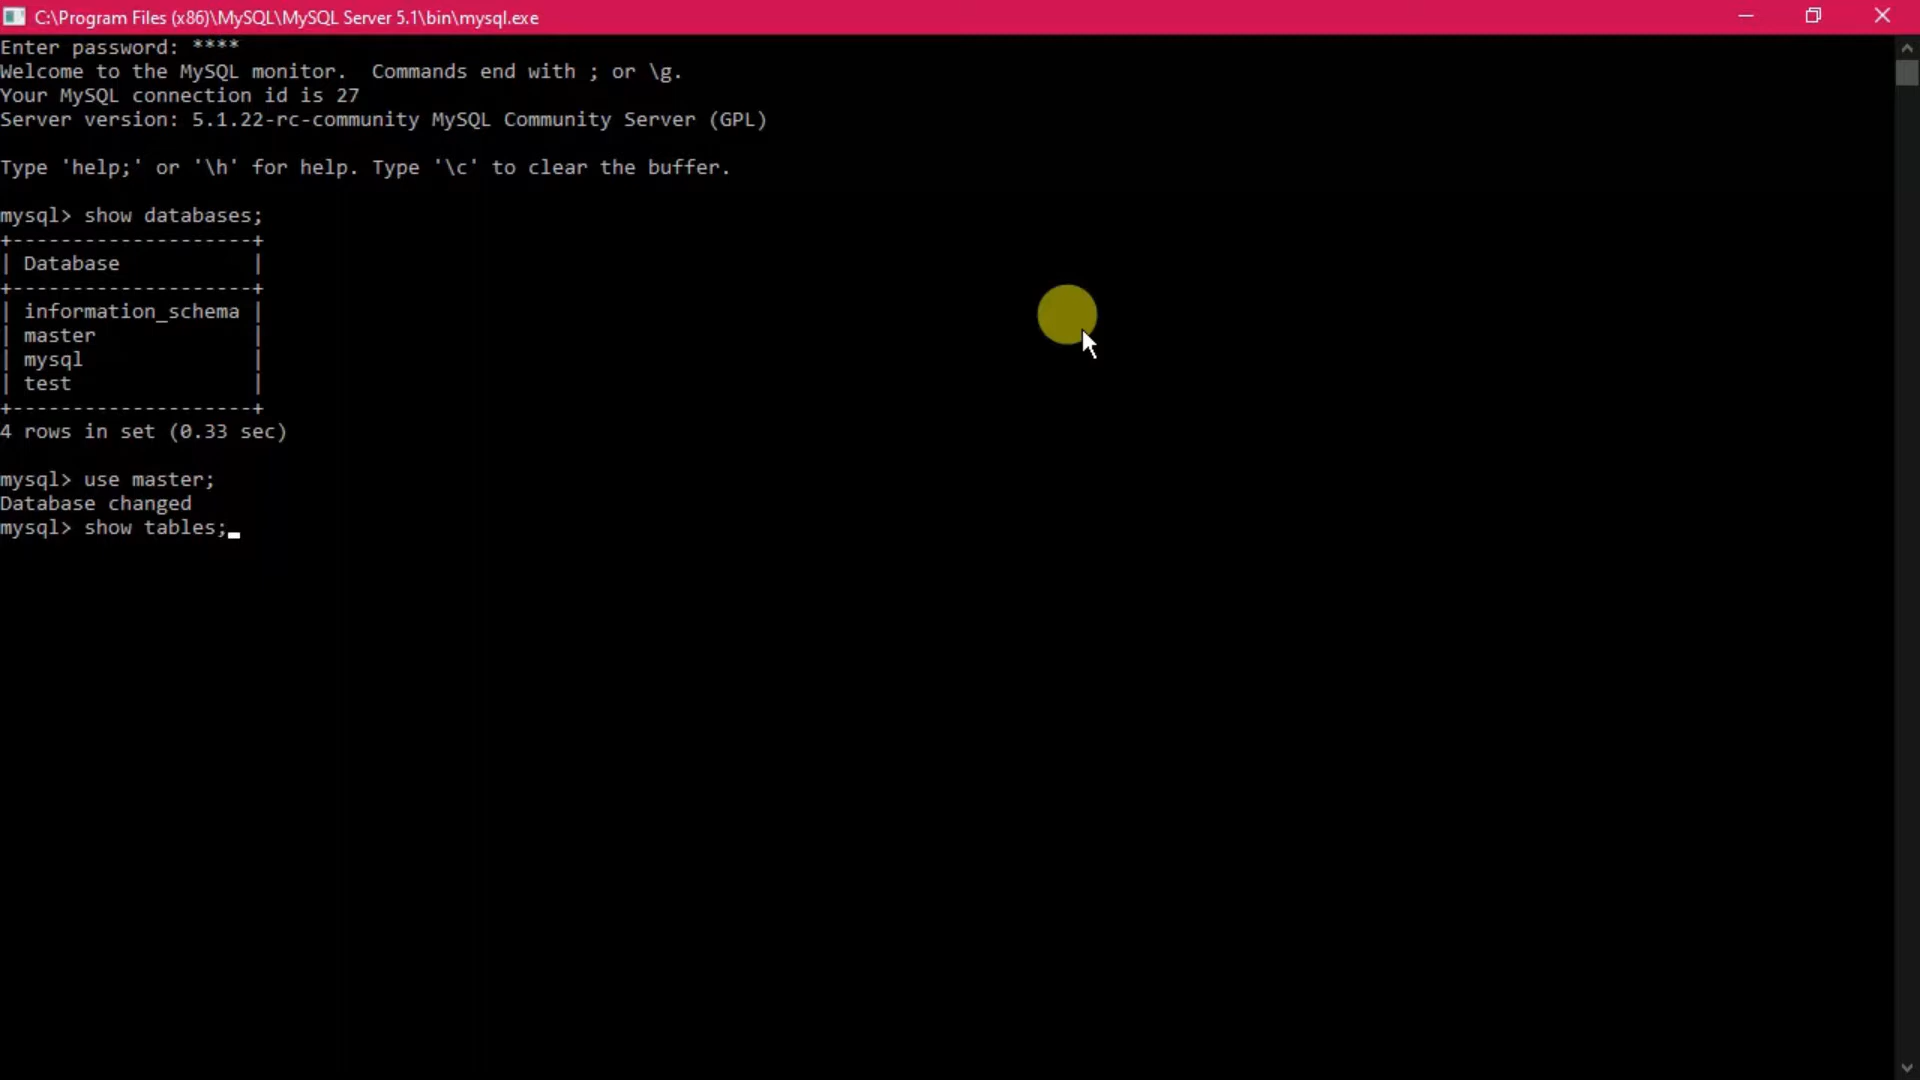 C:\Program Files (x86)\MySQL\MySQL Server 5.1\bin\mysql.exe
Enter password: ****
Welcome to the MySQL monitor.  Commands end with ; or \g.
Your MySQL connection id is 27
Server version: 5.1.22-rc-community MySQL Community Server (GPL)
Type 'help;' or '\h' for help. Type '\c' to clear the buffer.
mysql> show databases;
+--------------------+
| Database           |
+--------------------+
| information_schema |
| master             |
| mysql              |
| test               |
+--------------------+
4 rows in set (0.33 sec)
mysql> use master;
Database changed
mysql> show tables;